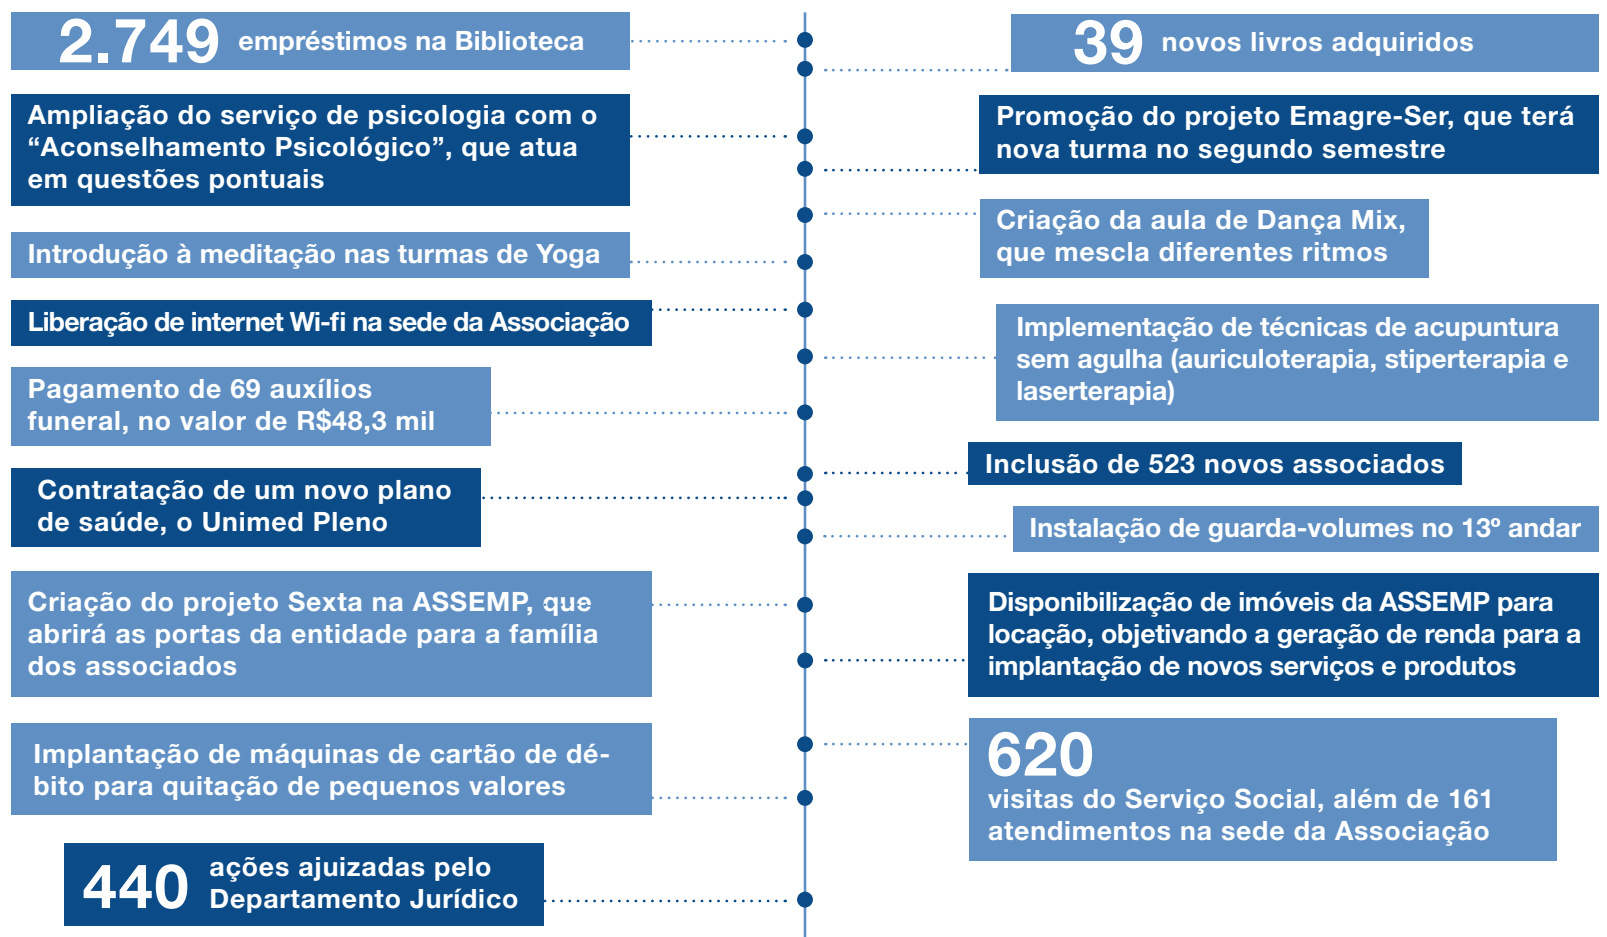 2.749 empréstimos na Biblioteca
39 novos livros adquiridos
Ampliação do serviço de psicologia com o
“Aconselhamento Psicológico”, que atua
em questões pontuais
Promoção do projeto Emagre-Ser, que terá
nova turma no segundo semestre
Criação da aula de Dança Mix,
que mescla diferentes ritmos
Introdução à meditação nas turmas de Yoga
Liberação de internet Wi-fi na sede da Associação
Implementação de técnicas de acupuntura
sem agulha (auriculoterapia, stiperterapia e
laserterapia)
Pagamento de 69 auxílios
funeral, no valor de R$48,3 mil
Inclusão de 523 novos associados
Contratação de um novo plano
de saúde, o Unimed Pleno
Instalação de guarda-volumes no 13º andar
Criação do projeto Sexta na ASSEMP, que
abrirá as portas da entidade para a família
dos associados
Disponibilização de imóveis da ASSEMP para
locação, objetivando a geração de renda para a
implantação de novos serviços e produtos
Implantação de máquinas de cartão de dé-
bito para quitação de pequenos valores
620
visitas do Serviço Social, além de 161
atendimentos na sede da Associação
440 ações ajuizadas pelo
Departamento Jurídico